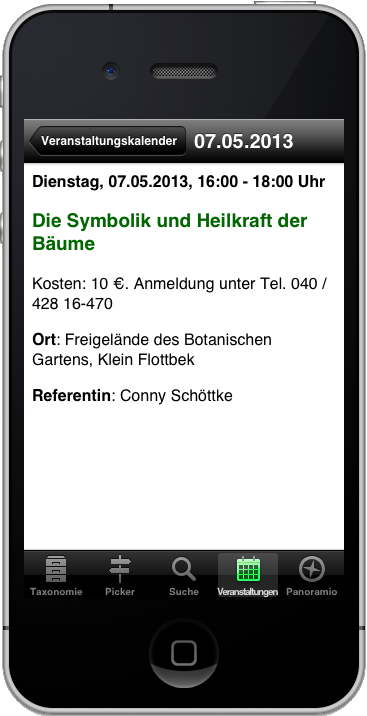 Veranstaltungskalender 07.05.2013
Dienstag, 07.05.2013, 16:00 - 18:00 Uhr
Die Symbolik und Heilkraft der
Bäume
Kosten: 10 €. Anmeldung unter Tel. 040 /
428 16-470
Ort: Freigelände des Botanischen
Gartens, Klein Flottbek
Referentin: Conny Schöttke
Taxonomie Picker Suche Veranstaltungen Panoramio